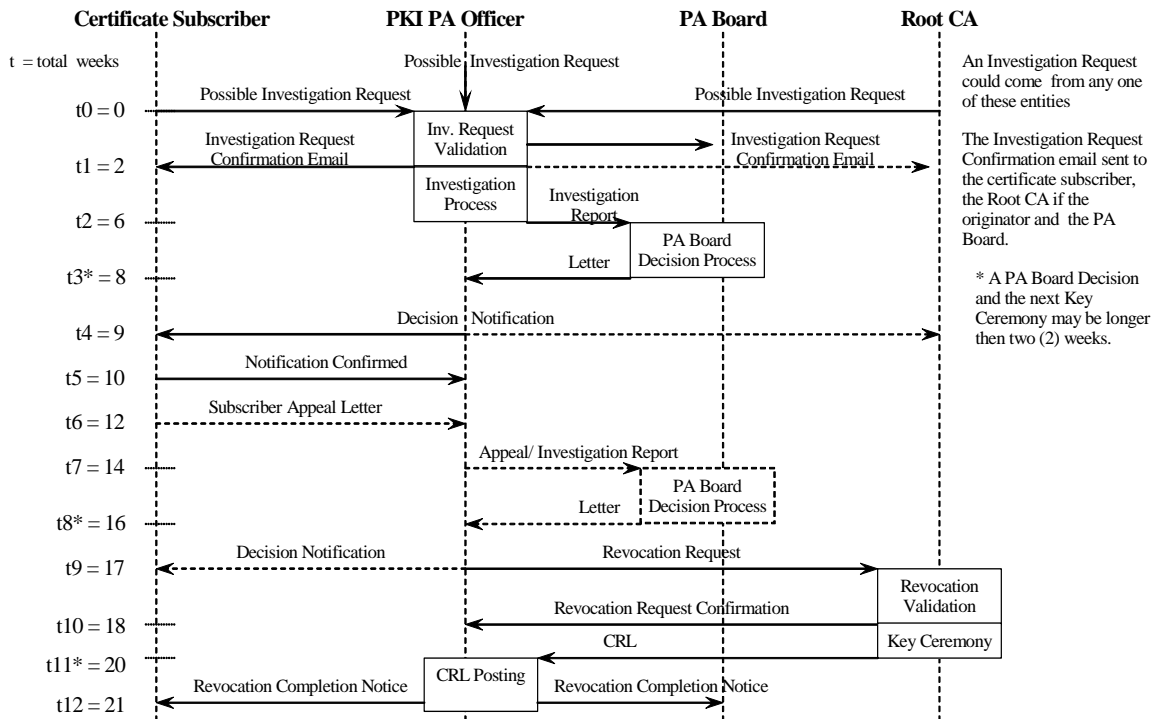 Certificate Subscriber PKI PA Officer PA Board Root CA
t = total weeks
Possible Investigation Request
An Investigation Request
could come from any one
of these entities
t0 = 0
Possible Investigation Request
Possible Investigation Request
Inv. Request
Validation
Investigation Request
Confirmation Email
Investigation Request
Confirmation Email
The Investigation Request
Confirmation email sent to
the certificate subscriber,
the Root CA if the
originator and the PA
Board.
t1 = 2
Investigation
Process
Investigation
Report
t2 = 6
PA Board
Decision Process
t3* = 8
Letter
* A PA Board Decision
and the next Key
Ceremony may be longer
then two (2) weeks.
t4 = 9
Decision Notification
t5 = 10
Notification Confirmed
t6 = 12
Subscriber Appeal Letter
t7 = 14
Appeal/ Investigation Report
PA Board
Decision Process
t8* = 16
Letter
t9 = 17
Decision Notification
Revocation Request
Revocation
Validation
t10 = 18
Revocation Request Confirmation
Key Ceremony
t11* = 20
CRL
CRL Posting
t12 = 21
Revocation Completion Notice
Revocation Completion Notice